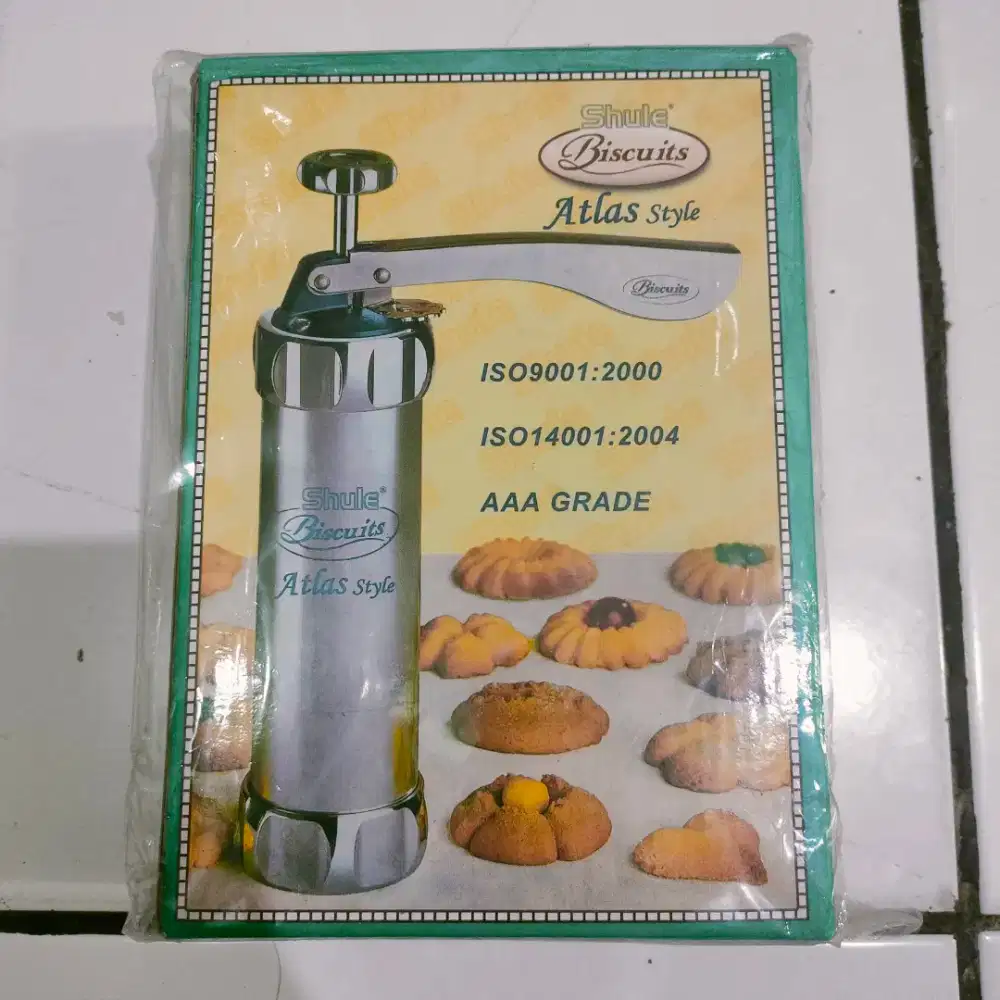 Shule®
Biscuits
Atlas Style
Biscuits
ISO9001:2000
ISO14001:2004
AAA GRADE
Shule®
Biscuits
Atlas Style